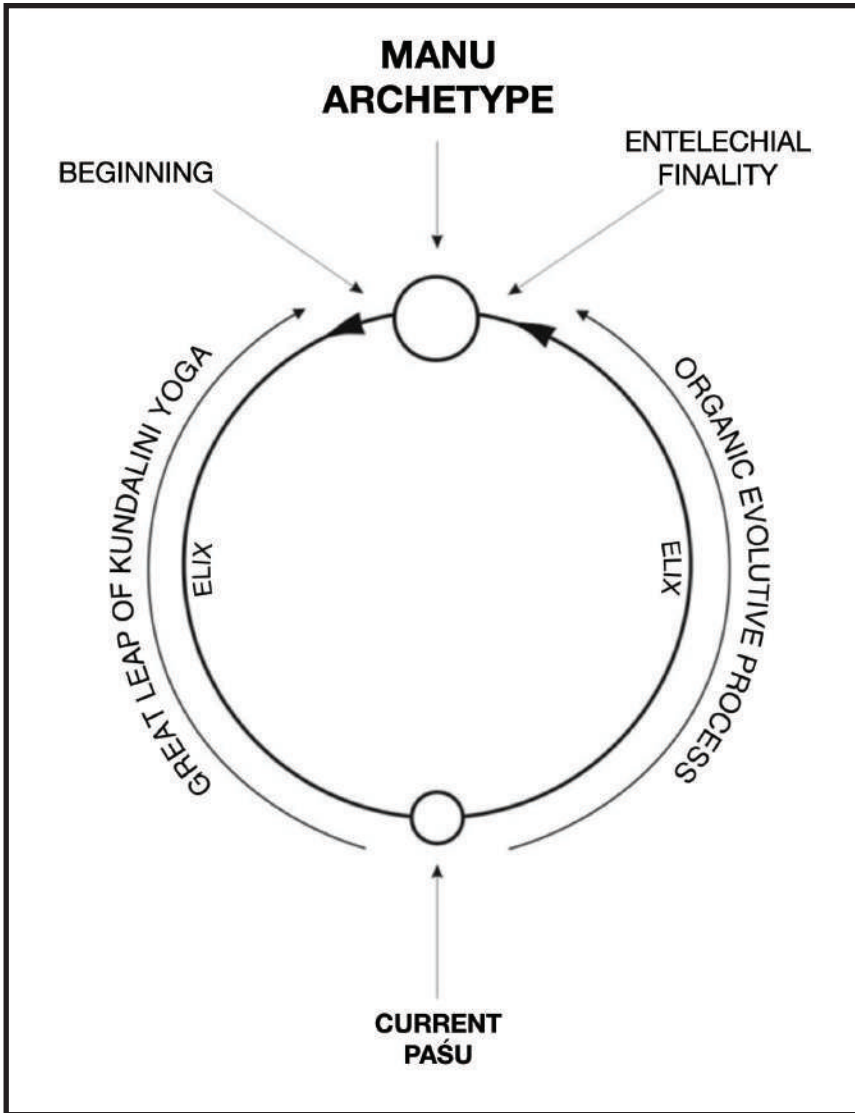 MANU
ARCHETYPE
BEGINNING
ENTELECHIAL
FINALITY
GREAT LEAP OF KUNDALINI YOGA
ELIX
ELIX
ORGANIC EVOLUTIVE PROCESS
CURRENT
PAŚU